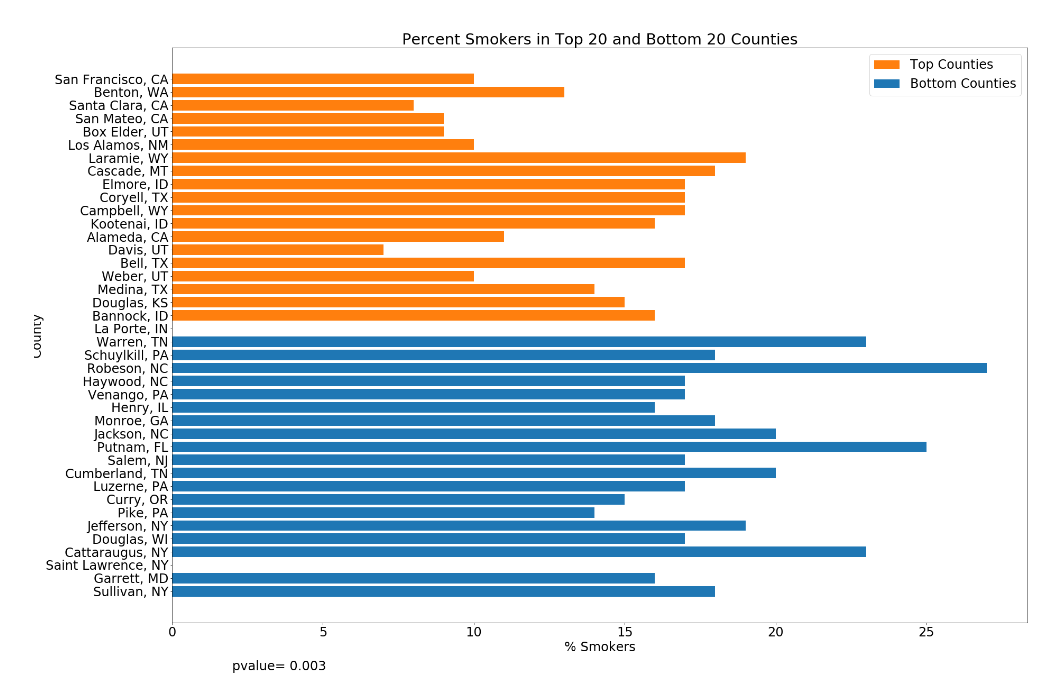 Percent Smokers in Top 20 and Bottom 20 Counties
Top Counties
Bottom Counties
San Francisco, CA
Benton, WA
Santa Clara, CA
San Mateo, CA
Box Elder, UT
Los Alamos, NM
Laramie, WY
Cascade, MT
Elmore, ID
Coryell, TX
Campbell, WY
Kootenai, ID
Alameda, CA
Davis, UT
Bell, TX
Weber, UT
Medina, TX
Douglas, KS
Bannock, ID
La Porte, IN
Warren, TN
Schuylkill, PA
Robeson, NC
Haywood, NC
Venango, PA
Henry, IL
Monroe, GA
Jackson, NC
Putnam, FL
Salem, NJ
Cumberland, TN
Luzerne, PA
Curry, OR
Pike, PA
Jefferson, NY
Douglas, WI
Cattaraugus, NY
Saint Lawrence, NY
Garrett, MD
Sullivan, NY
County
0 5 10 15 20 25
% Smokers
pvalue= 0.003